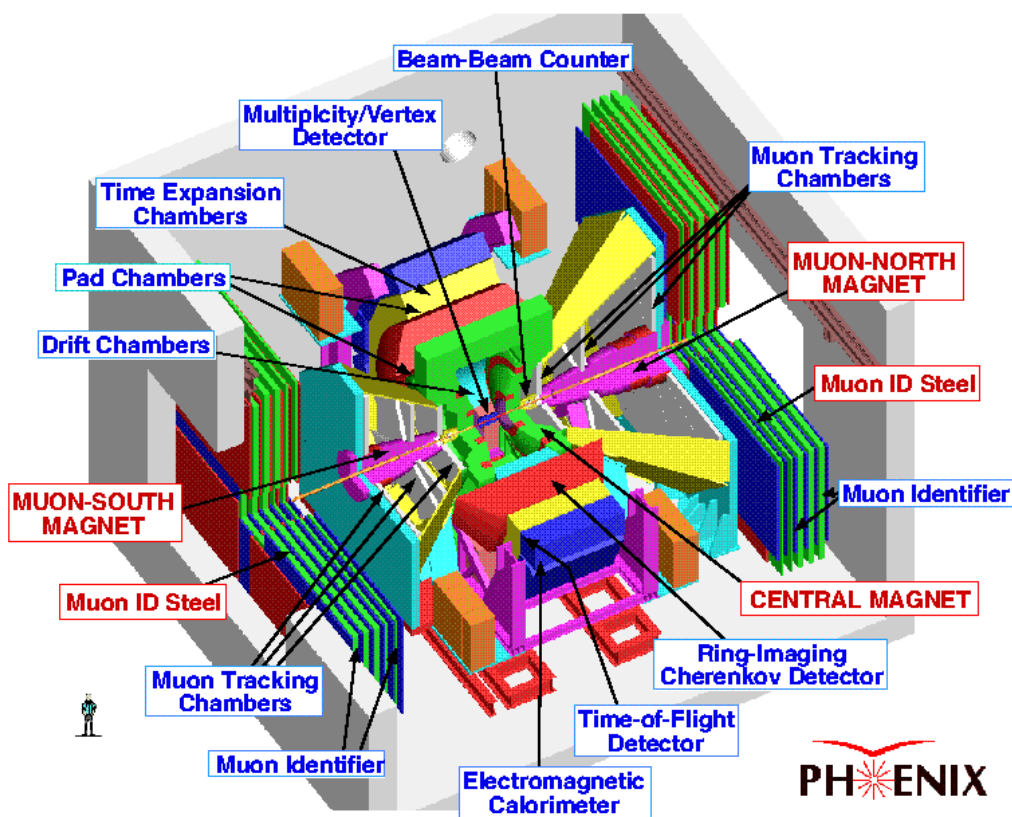 Beam-Beam Counter
Multiplcity/Vertex
Detector
Muon Tracking
Chambers
Time Expansion
Chambers
MUON-NORTH
MAGNET
Pad Chambers
Drift Chambers
Muon ID Steel
Muon Identifier
MUON-SOUTH
MAGNET
Muon ID Steel
CENTRAL MAGNET
Ring-Imaging
Cherenkov Detector
Muon Tracking
Chambers
Time-of-Flight
Detector
Muon Identifier
Electromagnetic
Calorimeter
PHENIX